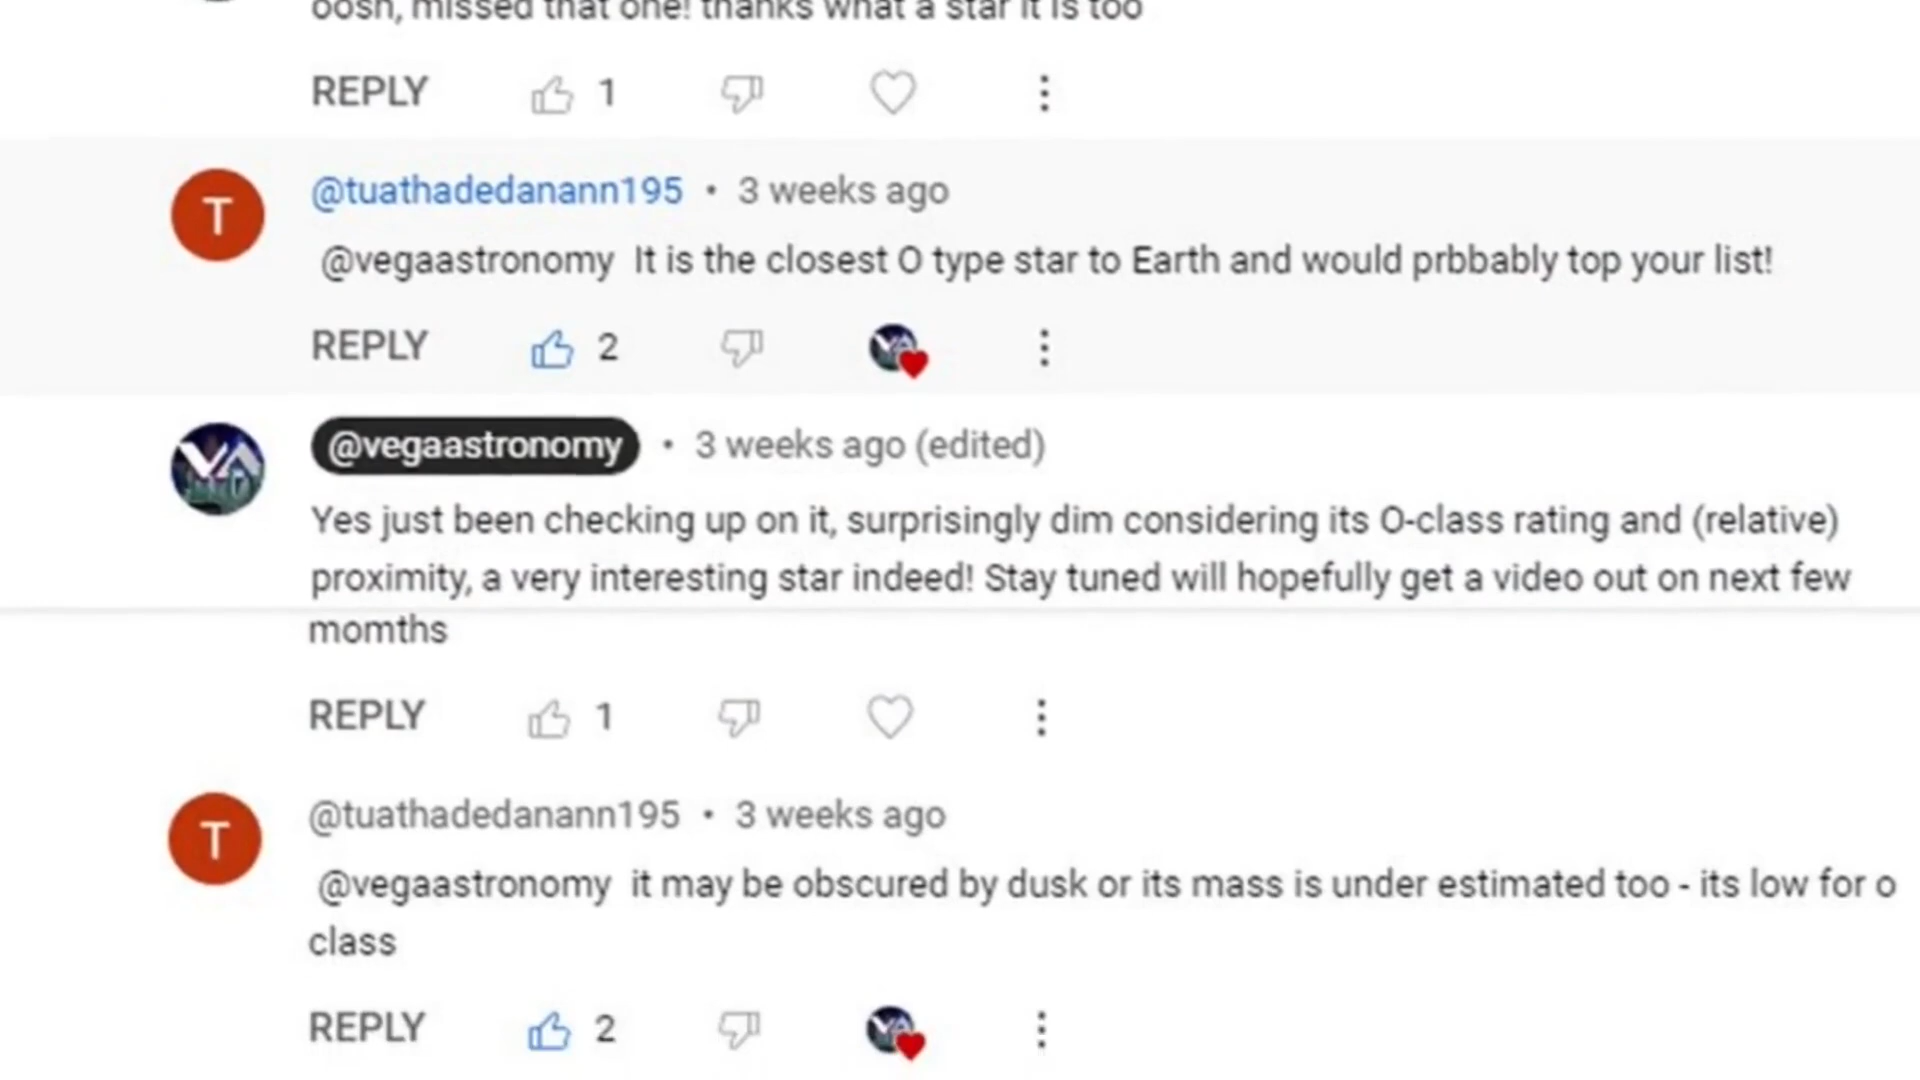 oosh, missed that one! thanks what a star it is too
REPLY 1
T
@tuathadedanann195 • 3 weeks ago
@vegaastronomy It is the closest O type star to Earth and would prbbably top your list!
REPLY 2
VA
@vegaastronomy • 3 weeks ago (edited)
Yes just been checking up on it, surprisingly dim considering its O-class rating and (relative)
proximity, a very interesting star indeed! Stay tuned will hopefully get a video out on next few
momths
REPLY 1
T
@tuathadedanann195 • 3 weeks ago
@vegaastronomy it may be obscured by dusk or its mass is under estimated too - its low for o
class
REPLY 2